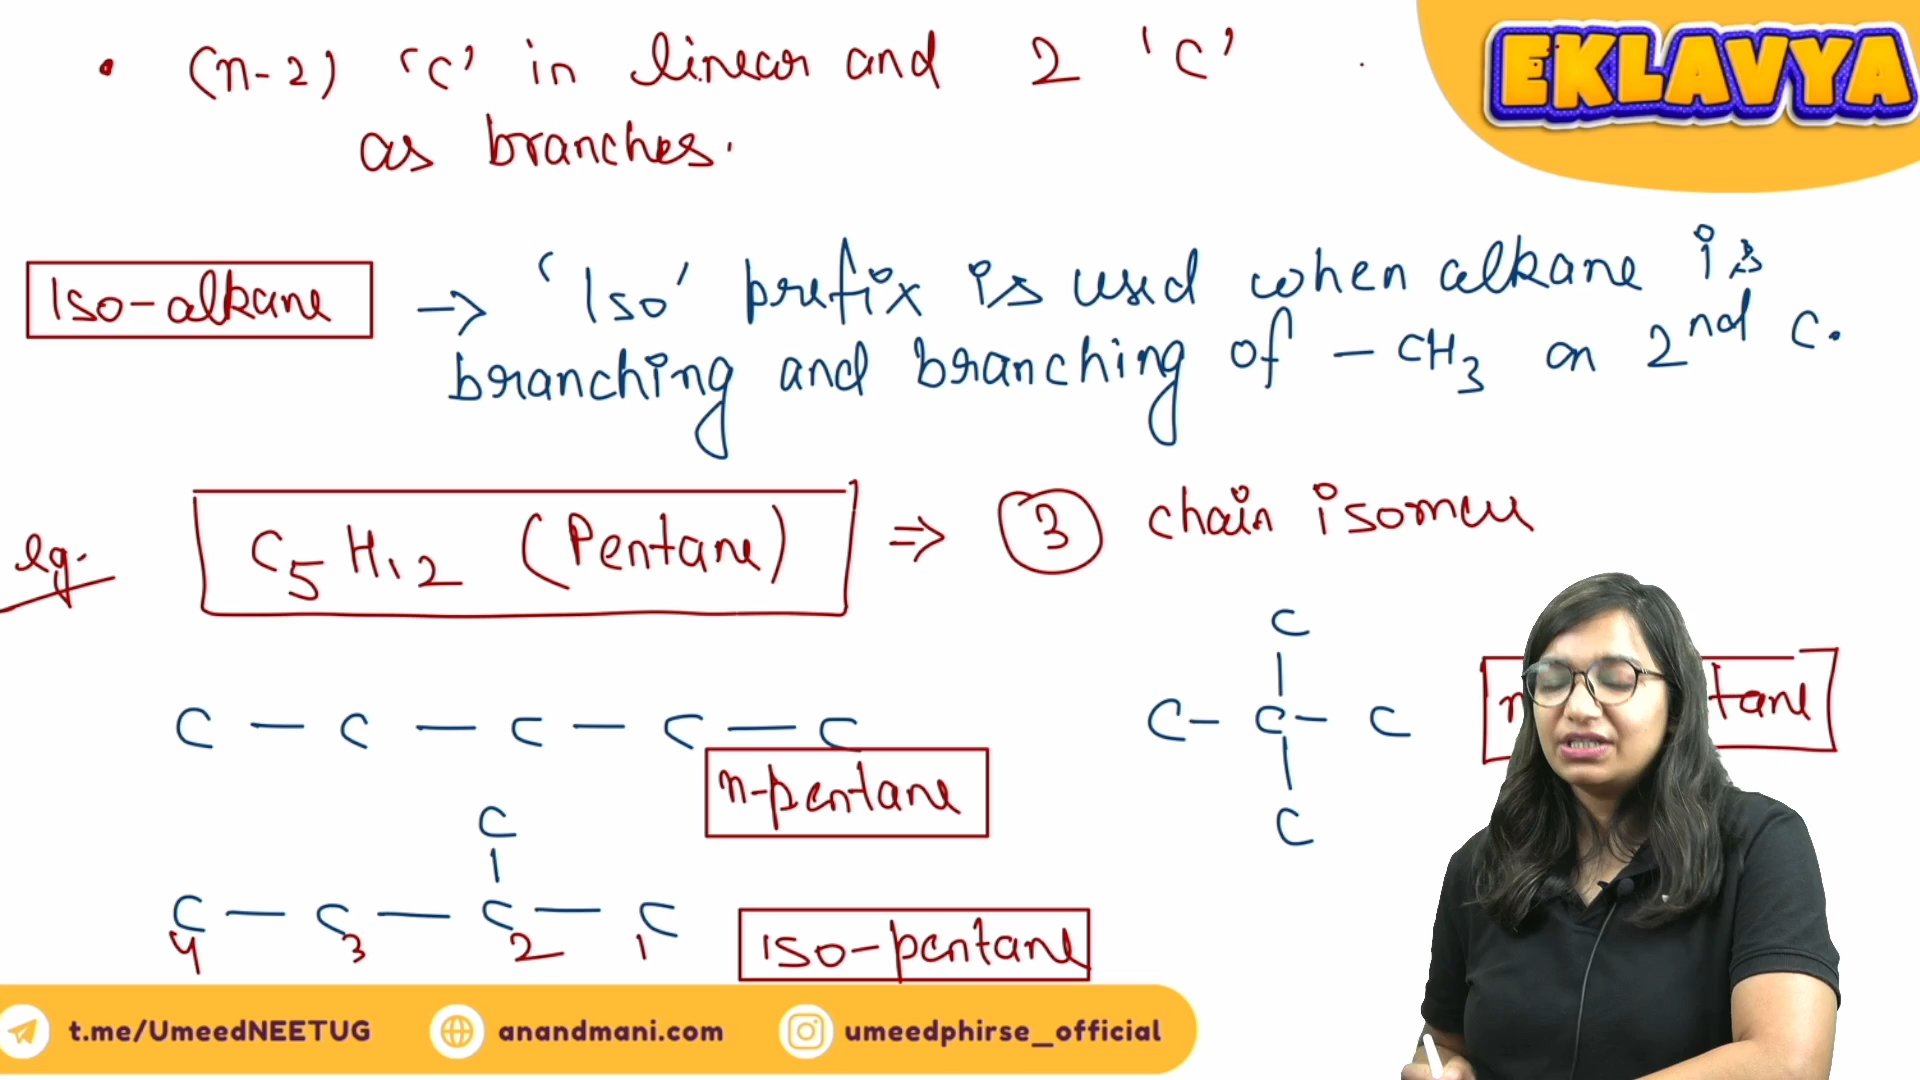 • (n-2) 'C' in linear and 2 'C'
as branches.
EKLAVYA
Iso-alkane → 'Iso' prefix is used when alkane is
branching and branching of -CH3 on 2nd C.
eg. C5H12 (Pentane) ⇒ 3 chain isomer
C
C - C - C - C - C
C - C - C
C
n-pentane
C
C - C - C - C
4 3 2 1
iso-pentane
t.me/UmeedNEETUG
anandmani.com
umeedphirse_official